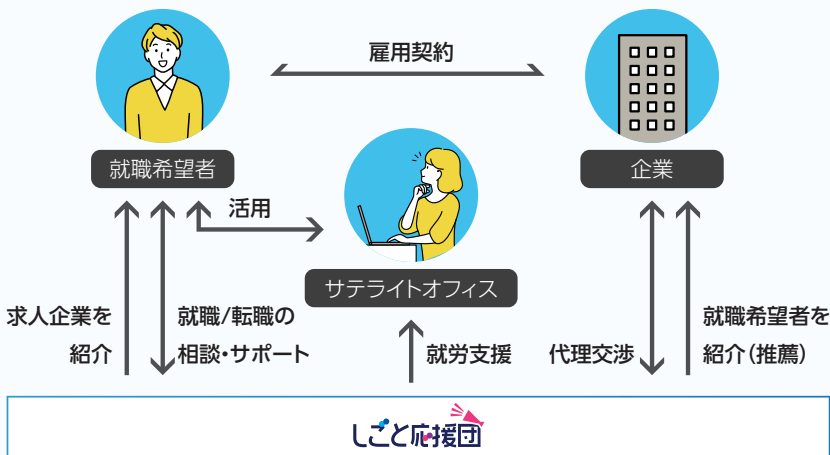 雇用契約
就職希望者
企業
活用
サテライトオフィス
求人企業を
紹介
就職/転職の
相談・サポート
就労支援
代理交渉
就職希望者を
紹介（推薦）
しごと応援団